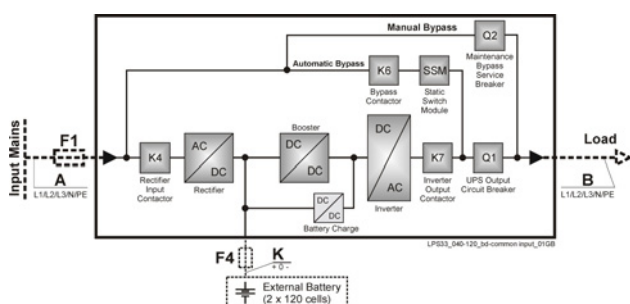 Manual Bypass
Q2
Maintenance
Bypass
Service
Breaker
Automatic Bypass
K6
Bypass
Contactor
SSM
Static
Switch
Module
Input Mains
F1
A
L1/L2/L3/N/PE
K4
Rectifier
Input
Contactor
AC
DC
Rectifier
Booster
DC
DC
DC
DC
Battery Charge
DC
AC
Inverter
K7
Inverter
Output
Contactor
Q1
UPS Output
Circuit Breaker
Load
B
L1/L2/L3/N/PE
LPS33_040-120_bd-common input_01GB
F4
K
+ 0 -
External Battery
(2 x 120 cells)